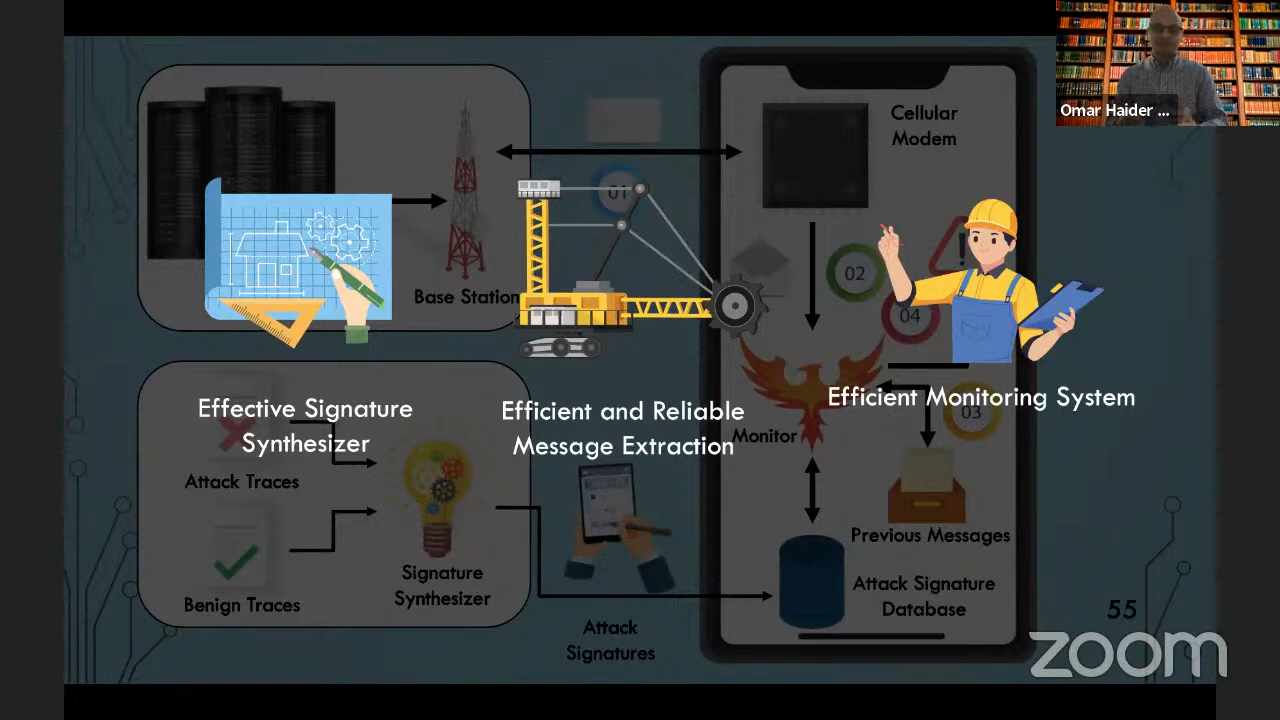 Omar Haider ...
Cellular
Modem
01
02
Base Station
04
Effective Signature
Synthesizer
Efficient and Reliable
Message Extraction
Efficient Monitoring System
03
Monitor
Attack Traces
Previous Messages
Signature
Synthesizer
Attack Signature
Database
Benign Traces
55
Attack
Signatures
zoom